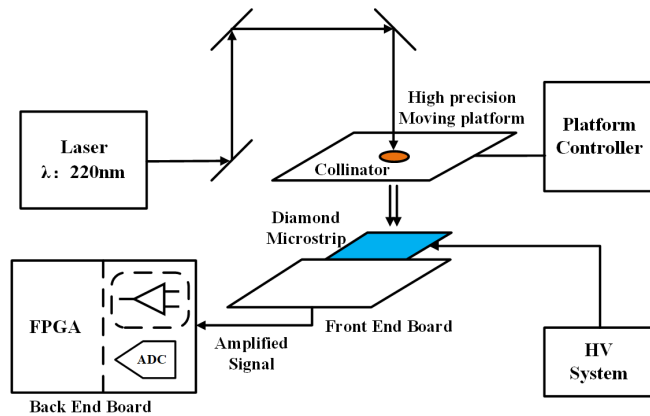 High precision
Moving platform
Laser
λ：220nm
Platform
Controller
Collinator
Diamond
Microstrip
FPGA
ADC
Amplified
Signal
Front End Board
HV
System
Back End Board